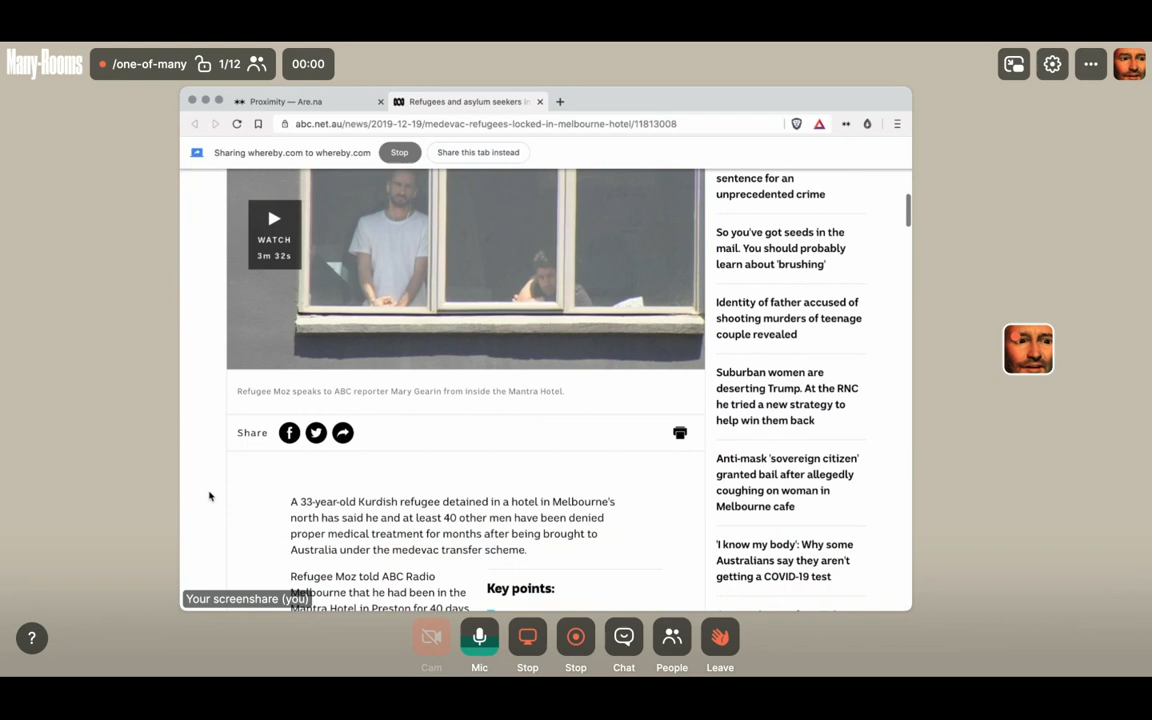 Many-Rooms
/one-of-many
1/12
00:00
Proximity — Are.na
Refugees and asylum seekers in
abc.net.au/news/2019-12-19/medevac-refugees-locked-in-melbourne-hotel/11813008
Sharing whereby.com to whereby.com
Stop
Share this tab instead
WATCH
3m 32s
Refugee Moz speaks to ABC reporter Mary Gearin from inside the Mantra Hotel.
Share
A 33-year-old Kurdish refugee detained in a hotel in Melbourne's
north has said he and at least 40 other men have been denied
proper medical treatment for months after being brought to
Australia under the medevac transfer scheme.
Refugee Moz told ABC Radio
Melbourne that he had been in the
Mantra Hotel in Preston for 40 days
Key points:
sentence for an
unprecedented crime
So you've got seeds in the
mail. You should probably
learn about 'brushing'
Identity of father accused of
shooting murders of teenage
couple revealed
Suburban women are
deserting Trump. At the RNC
he tried a new strategy to
help win them back
Anti-mask 'sovereign citizen'
granted bail after allegedly
coughing on woman in
Melbourne cafe
'I know my body': Why some
Australians say they aren't
getting a COVID-19 test
Your screenshare (you)
?
Cam
Mic
Stop
Stop
Chat
People
Leave